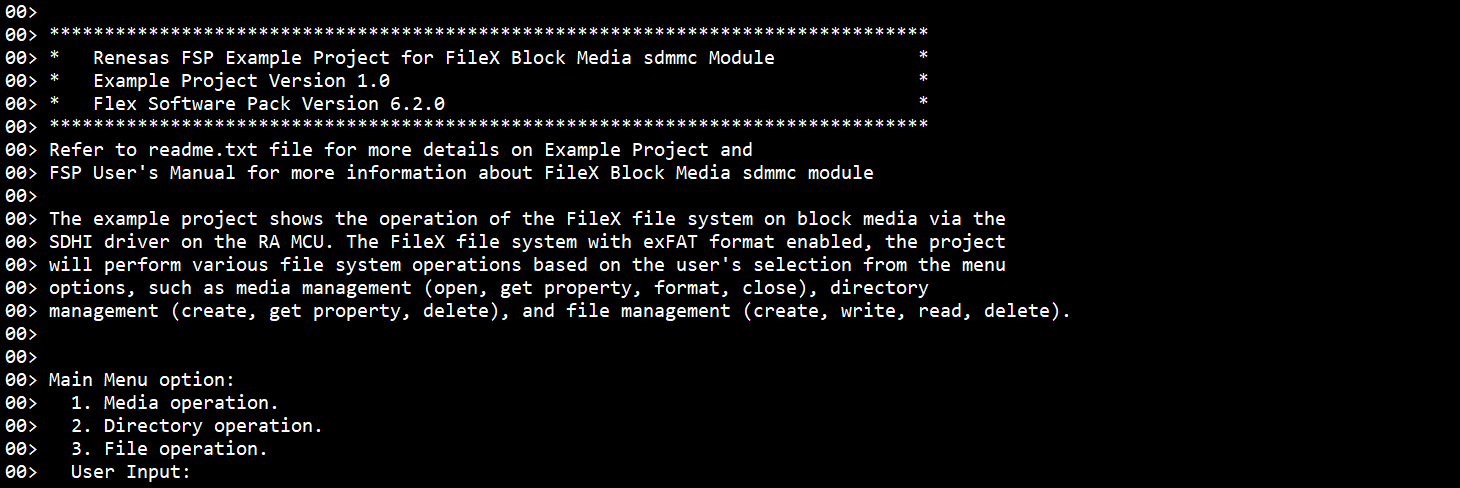 00>
00> ********************************************************************************
00> *   Renesas FSP Example Project for FileX Block Media sdmmc Module             *
00> *   Example Project Version 1.0                                                *
00> *   Flex Software Pack Version 6.2.0                                           *
00> ********************************************************************************
00> Refer to readme.txt file for more details on Example Project and
00> FSP User's Manual for more information about FileX Block Media sdmmc module
00>
00> The example project shows the operation of the FileX file system on block media via the
00> SDHI driver on the RA MCU. The FileX file system with exFAT format enabled, the project
00> will perform various file system operations based on the user's selection from the menu
00> options, such as media management (open, get property, format, close), directory
00> management (create, get property, delete), and file management (create, write, read, delete).
00>
00>
00> Main Menu option:
00>   1. Media operation.
00>   2. Directory operation.
00>   3. File operation.
00>   User Input: